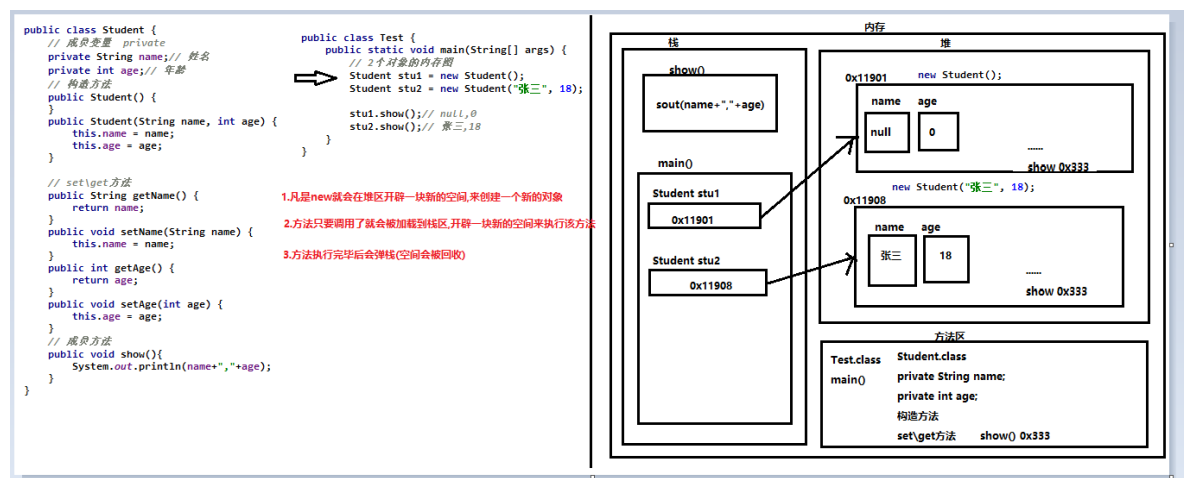 public class Student {
// 成员变量 private
private String name;// 姓名
private int age;// 年龄
// 构造方法
public Student() {
}
public Student(String name, int age) {
this.name = name;
this.age = age;
}
// set\get方法
public String getName() {
return name;
}
public void setName(String name) {
this.name = name;
}
public int getAge() {
return age;
}
public void setAge(int age) {
this.age = age;
}
// 成员方法
public void show(){
System.out.println(name+","+age);
}
}
public class Test {
public static void main(String[] args) {
// 2个对象的内存图
Student stu1 = new Student();
Student stu2 = new Student("张三", 18);
stu1.show();// null,0
stu2.show();// 张三,18
}
}
1.凡是new就会在堆区开辟一块新的空间,来创建一个新的对象
2.方法只要调用了就会被加载到栈区,开辟一块新的空间来执行该方法
3.方法执行完毕后会弹栈(空间会被回收)
内存
栈
show()
sout(name+","+age)
main()
Student stu1
0x11901
Student stu2
0x11908
堆
0x11901 new Student();
name age
null 0
......
show 0x333
new Student("张三", 18);
0x11908
name age
张三 18
......
show 0x333
方法区
Test.class
main()
Student.class
private String name;
private int age;
构造方法
set\get方法 show() 0x333